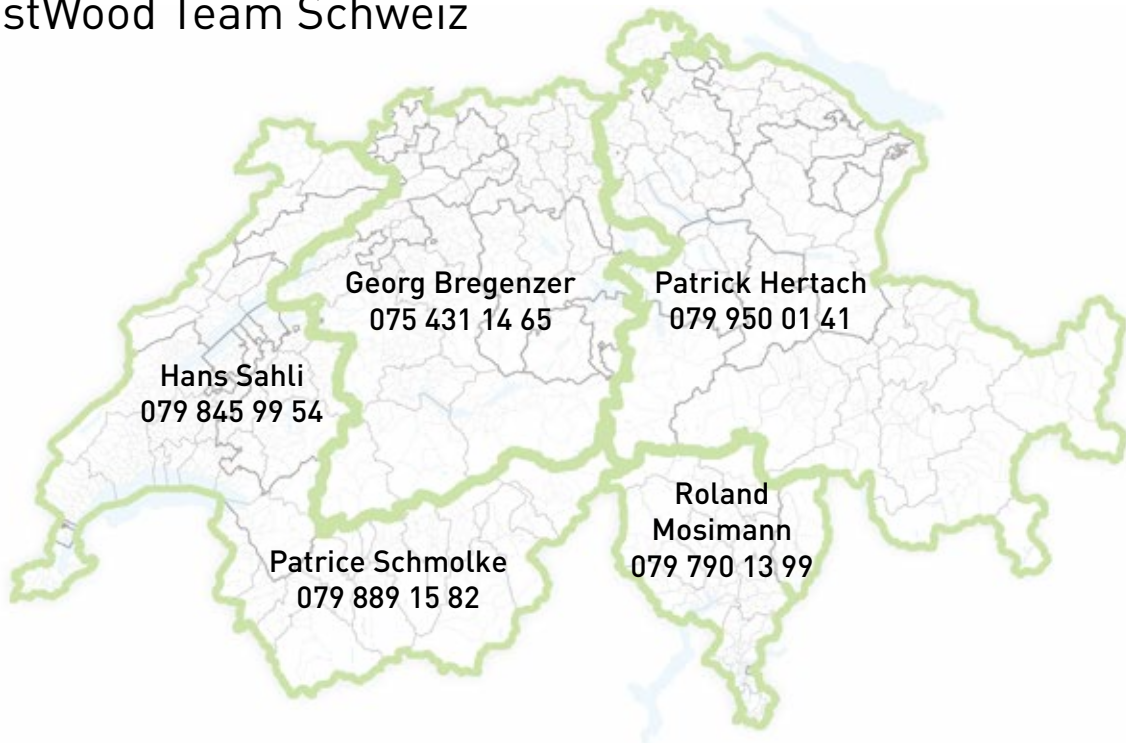 stWood Team Schweiz
Georg Bregenzer
075 431 14 65
Patrick Hertach
079 950 01 41
Hans Sahli
079 845 99 54
Roland
Mosimann
079 790 13 99
Patrice Schmolke
079 889 15 82